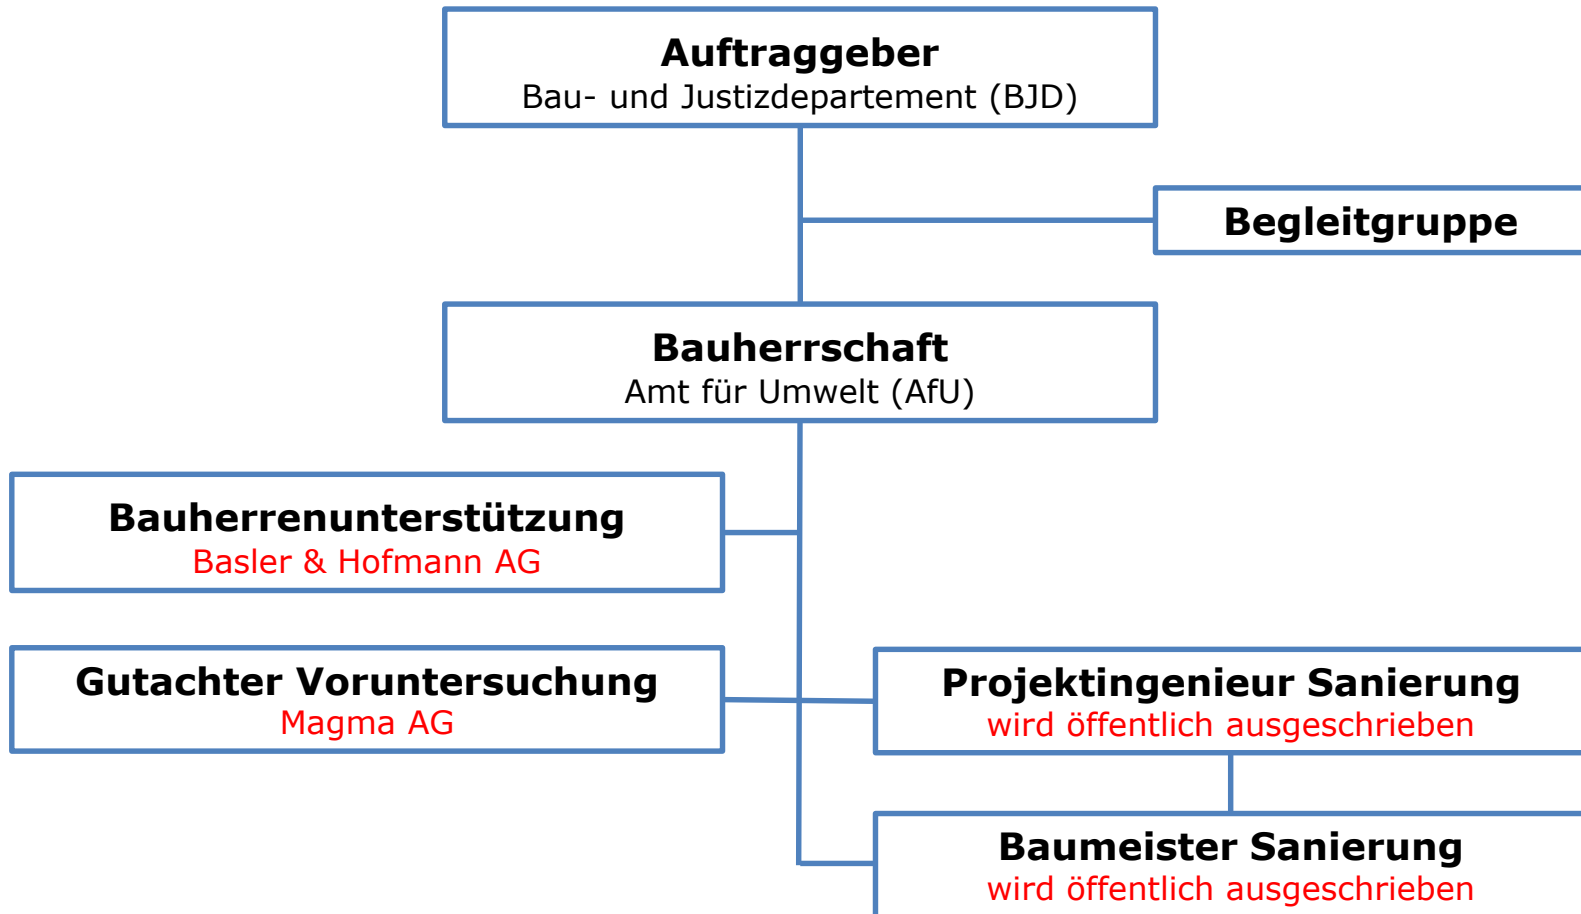 Auftraggeber
Bau- und Justizdepartement (BJD)
Begleitgruppe
Bauherrschaft
Amt für Umwelt (AfU)
Bauherrenunterstützung
Basler & Hofmann AG
Gutachter Voruntersuchung
Magma AG
Projektingenieur Sanierung
wird öffentlich ausgeschrieben
Baumeister Sanierung
wird öffentlich ausgeschrieben